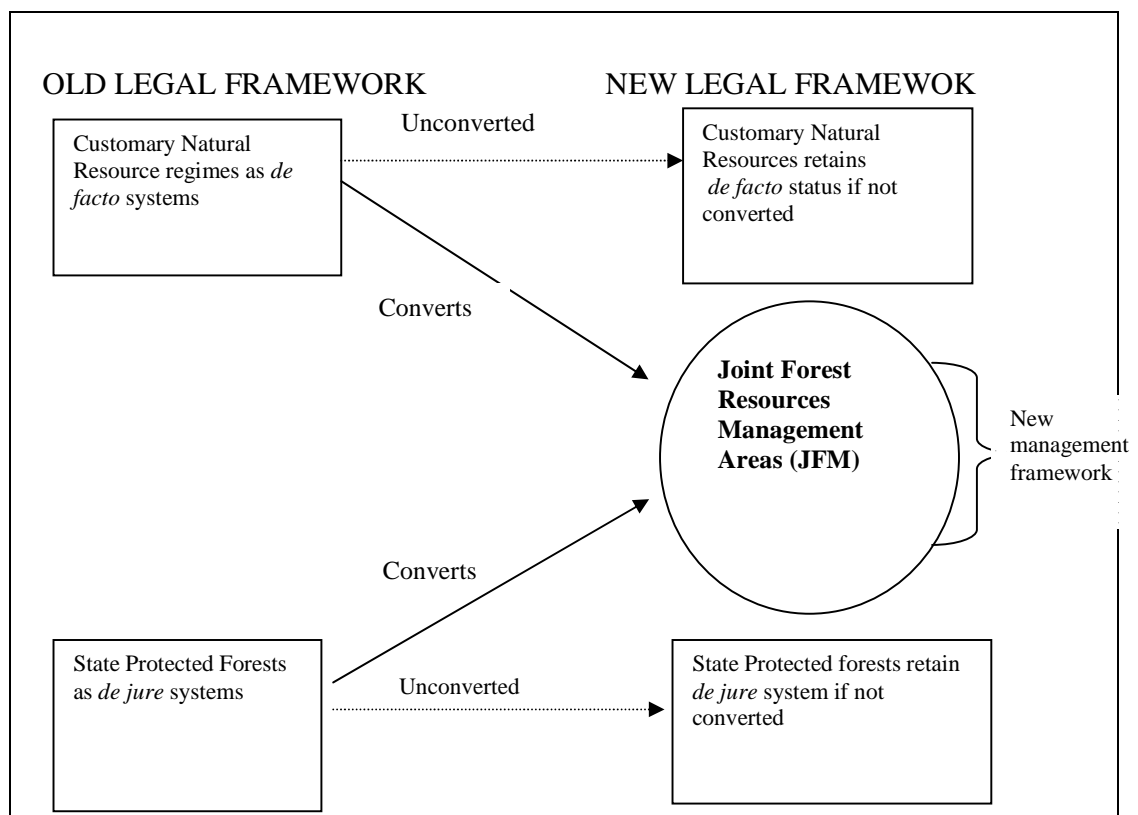 OLD LEGAL FRAMEWORK
NEW LEGAL FRAMEWOK
Customary Natural
Resource regimes as de
facto systems
Unconverted
Customary Natural
Resources retains
de facto status if not
converted
Converts
Joint Forest
Resources
Management
Areas (JFM)
New
management
framework
Converts
State Protected Forests
as de jure systems
Unconverted
State Protected forests retain
de jure system if not
converted